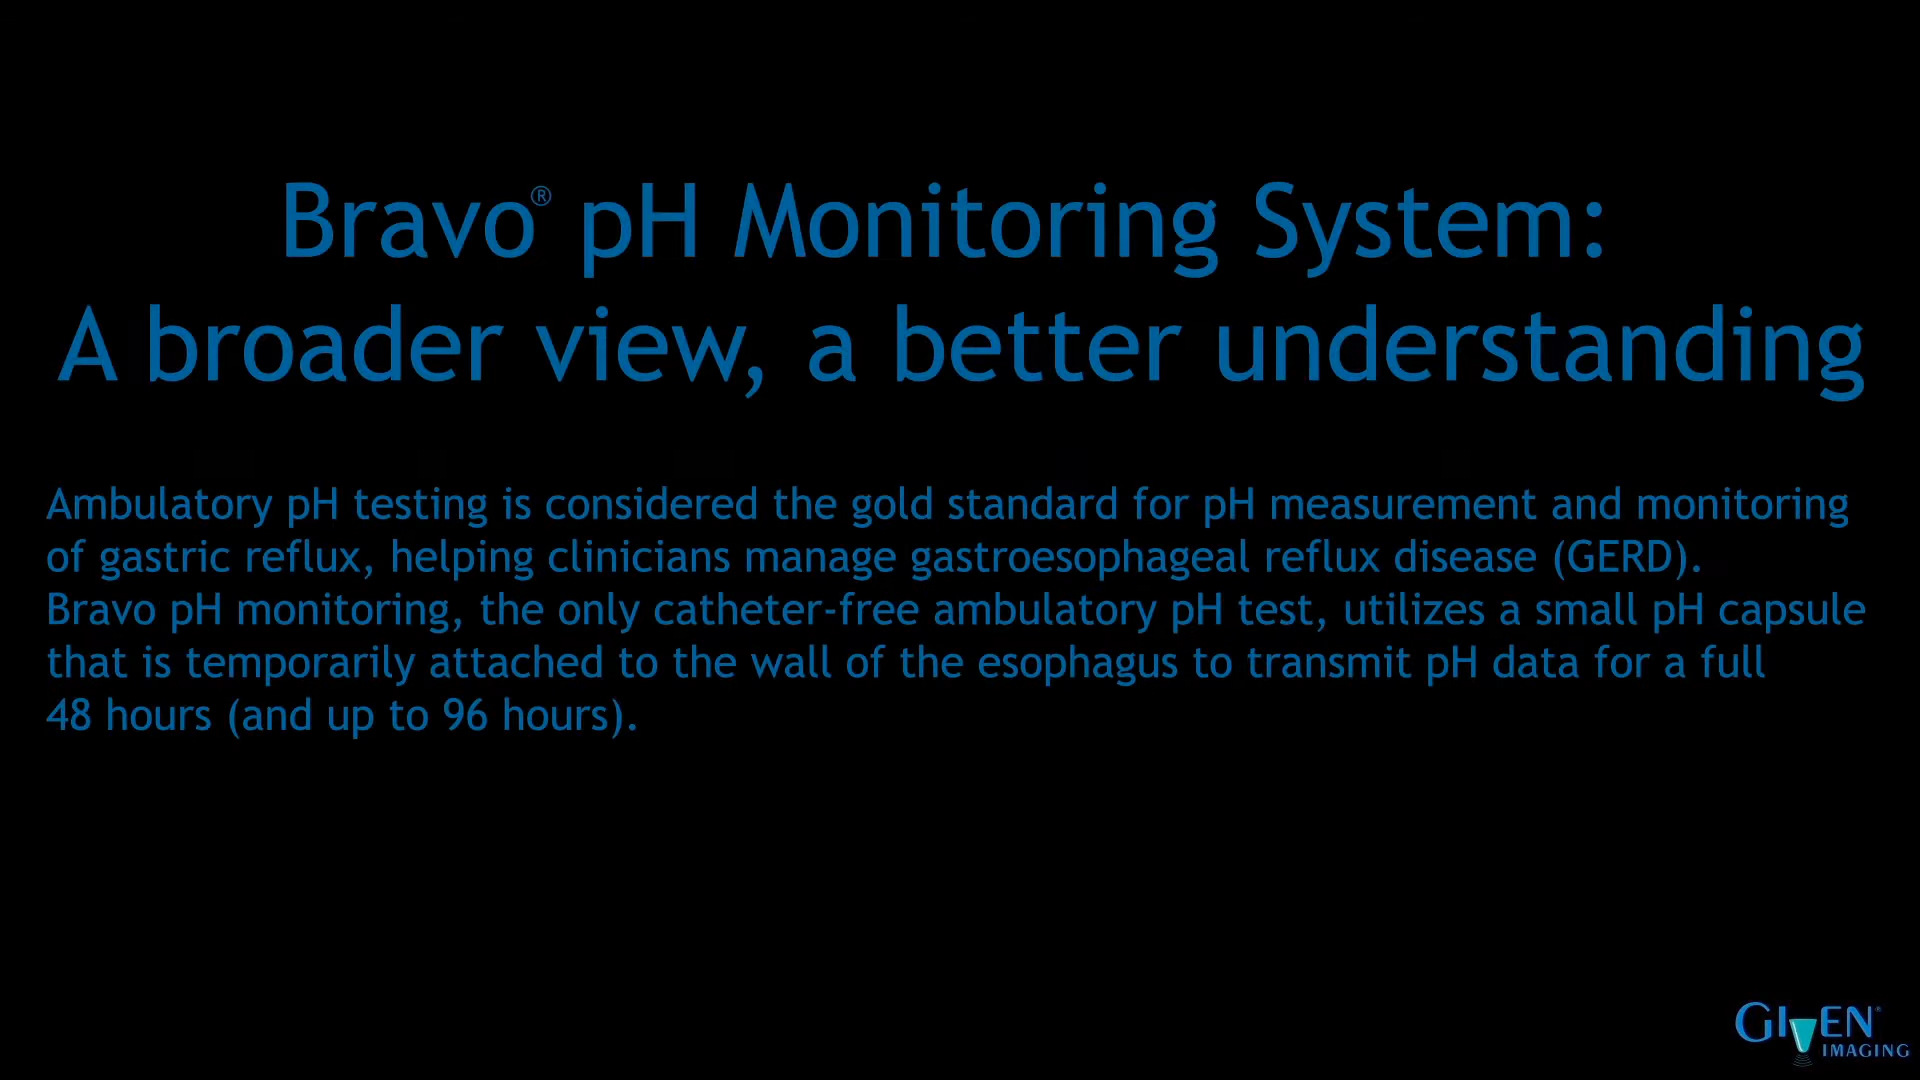 Bravo® pH Monitoring System:
A broader view, a better understanding
Ambulatory pH testing is considered the gold standard for pH measurement and monitoring
of gastric reflux, helping clinicians manage gastroesophageal reflux disease (GERD).
Bravo pH monitoring, the only catheter-free ambulatory pH test, utilizes a small pH capsule
that is temporarily attached to the wall of the esophagus to transmit pH data for a full
48 hours (and up to 96 hours).
GIVEN®
IMAGING